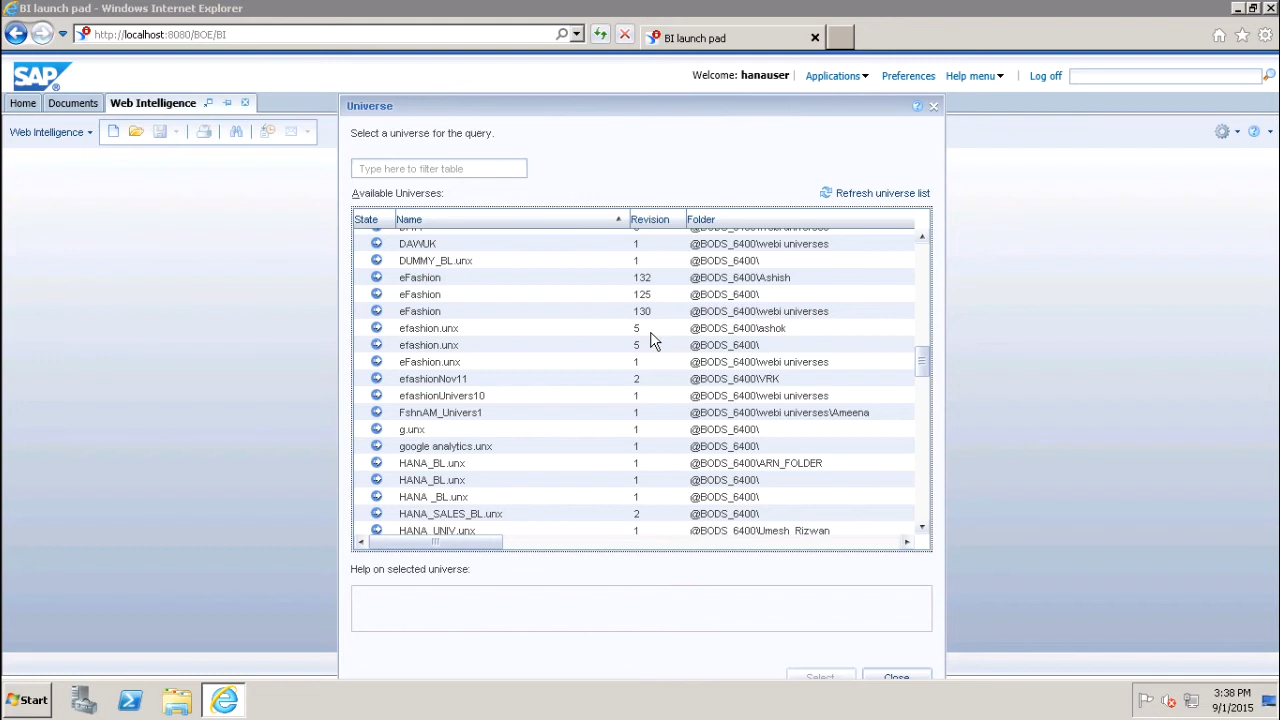 BI launch pad - Windows Internet Explorer
http://localhost:8080/BOE/BI
BI launch pad
SAP
Welcome: hanauser
Applications
Preferences
Help menu
Log off
Home
Documents
Web Intelligence
Web Intelligence
Universe
Select a universe for the query.
Type here to filter table
Available Universes:
Refresh universe list
State Name Revision Folder
DAWUK 1 @BODS_6400\webi universes
DUMMY_BL.unx 1 @BODS_6400\
eFashion 132 @BODS_6400\Ashish
eFashion 125 @BODS_6400\
eFashion 130 @BODS_6400\webi universes
efashion.unx 5 @BODS_6400\ashok
efashion.unx 5 @BODS_6400\
eFashion.unx 1 @BODS_6400\webi universes
efashionNov11 2 @BODS_6400\VRK
efashionUnivers10 1 @BODS_6400\webi universes
FshnAM_Univers1 1 @BODS_6400\webi universes\Ameena
g.unx 1 @BODS_6400\
google analytics.unx 1 @BODS_6400\
HANA_BL.unx 1 @BODS_6400\ARN_FOLDER
HANA_BL.unx 1 @BODS_6400\
HANA _BL.unx 1 @BODS_6400\
HANA_SALES_BL.unx 2 @BODS_6400\
HANA_UNIV.unx 1 @BODS_6400\Umesh_Rizwan
Help on selected universe:
Select
Close
Start
3:38 PM
9/1/2015